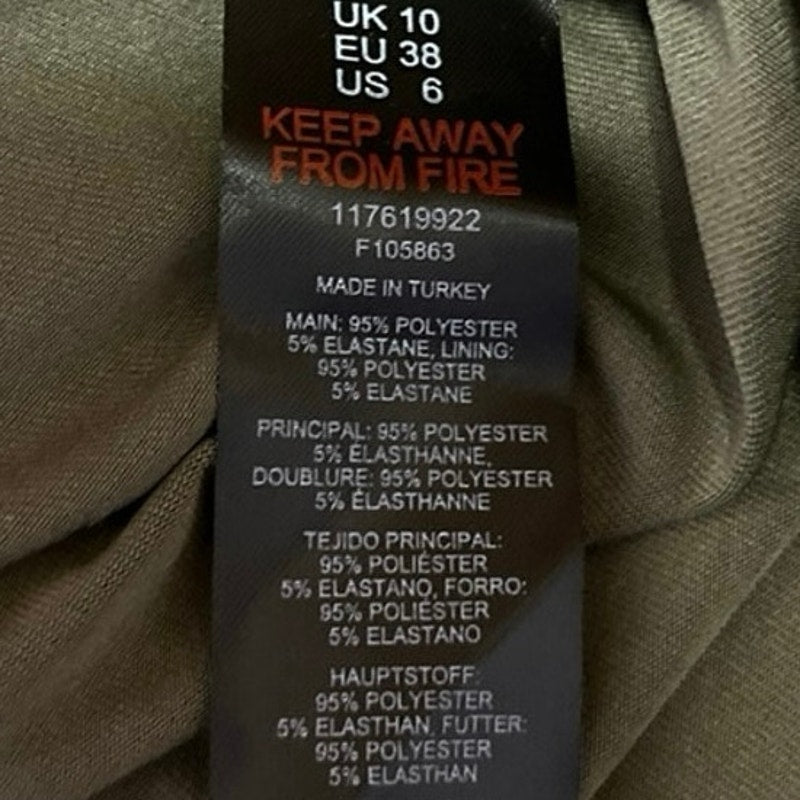 UK 10
EU 38
US 6
KEEP AWAY
FROM FIRE
117619922
F105863
MADE IN TURKEY
MAIN: 95% POLYESTER
5% ELASTANE, LINING:
95% POLYESTER
5% ELASTANE
PRINCIPAL: 95% POLYESTER
5% ÉLASTHANNE,
DOUBLURE: 95% POLYESTER
5% ÉLASTHANNE
TEJIDO PRINCIPAL:
95% POLIÉSTER
5% ELASTANO, FORRO:
95% POLIÉSTER
5% ELASTANO
HAUPTSTOFF:
95% POLYESTER
5% ELASTHAN, FUTTER:
95% POLYESTER
5% ELASTHAN